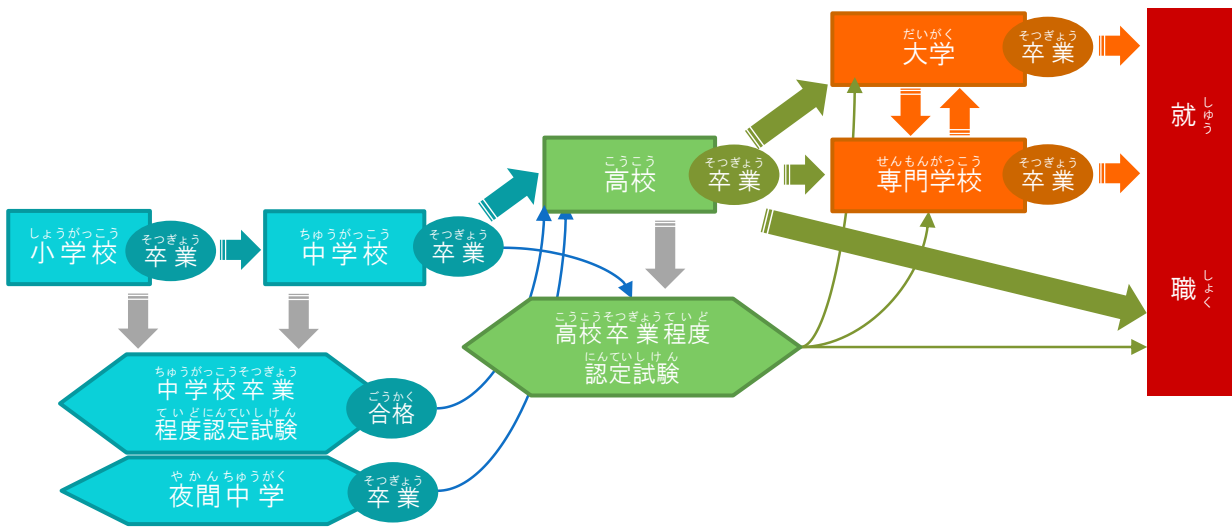 だいがく
大学
そつぎょう
卒業
しゅう
就
しょく
職
こうこう
高校
そつぎょう
卒業
せんもんがっこう
専門学校
そつぎょう
卒業
しょうがっこう
小学校
そつぎょう
卒業
ちゅうがっこう
中学校
そつぎょう
卒業
こうこうそつぎょうていど
高校卒業程度
にんていしけん
認定試験
ちゅうがっこうそつぎょう
中学校卒業
ていどにんていしけん
程度認定試験
ごうかく
合格
やかんちゅうがく
夜間中学
そつぎょう
卒業